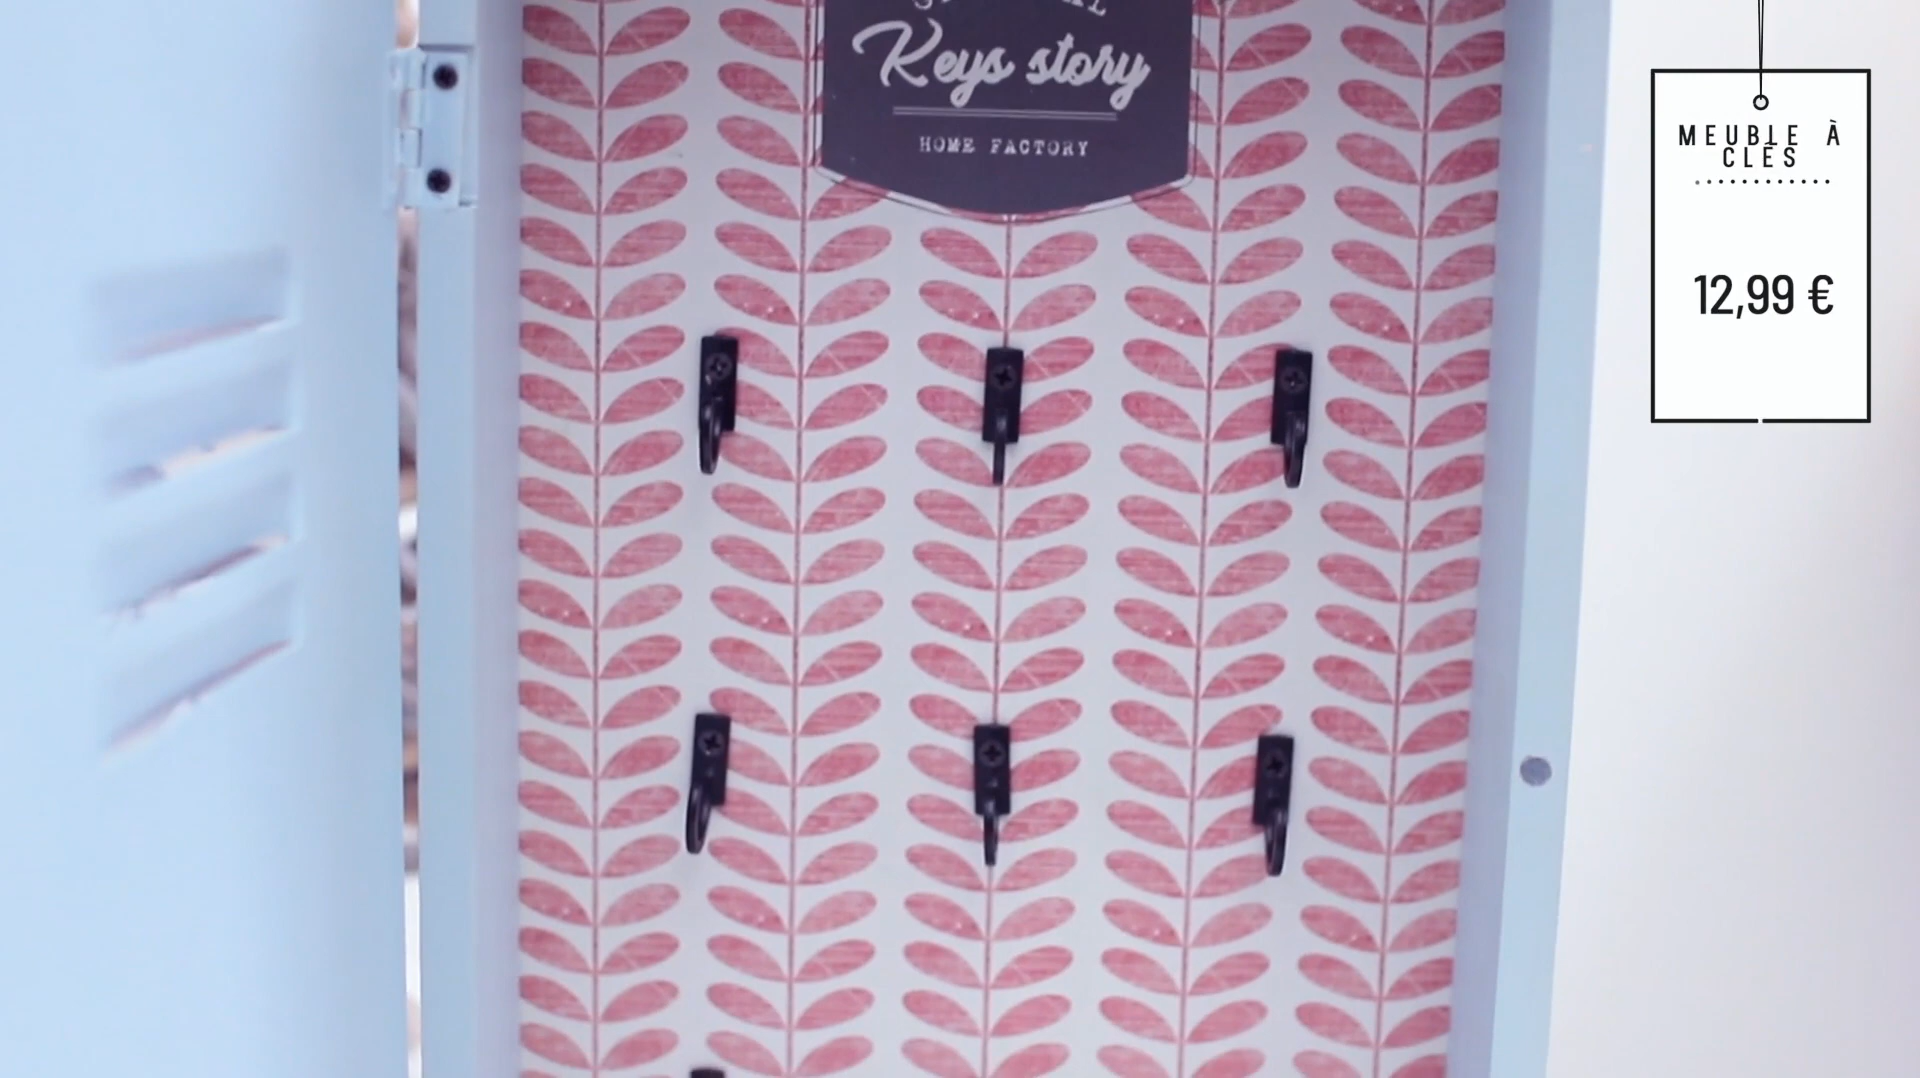 Keys story
HOME FACTORY
MEUBLE À
CLÉS
12,99 €